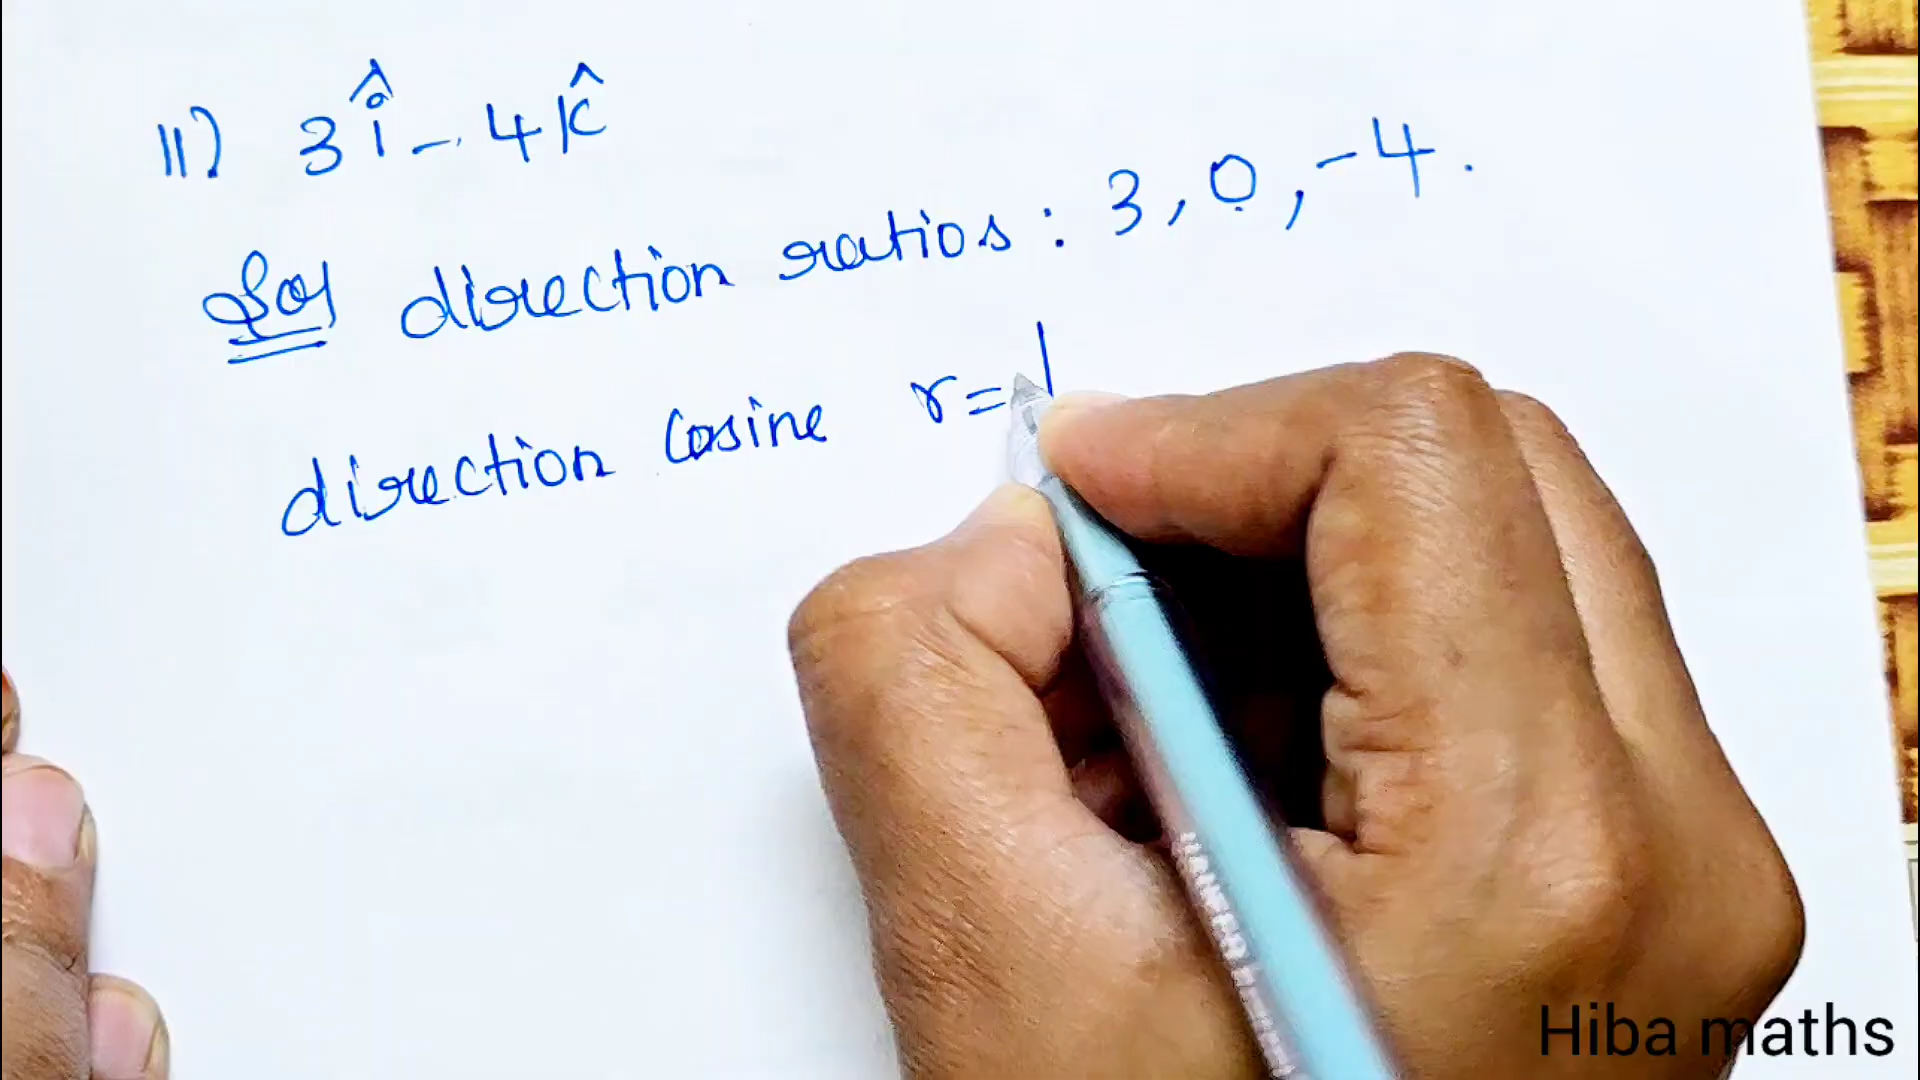 II) 3î - 4k̂
Sol direction ratios : 3 , 0 , -4 .
direction cosine r = |
Hiba maths